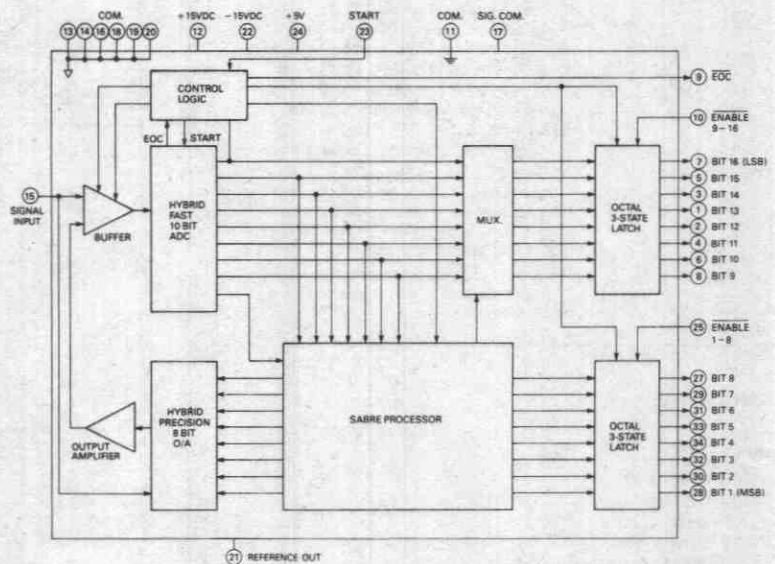 COM. +15VDC −15VDC +9V START COM. SIG. COM.
13 14 16 18 19 20 12 22 24 23 11 17
CONTROL
LOGIC
9 EOC
10 ENABLE
9–16
EOC START
15
SIGNAL
INPUT
BUFFER
HYBRID
FAST
10 BIT
ADC
MUX.
OCTAL
3-STATE
LATCH
7 BIT 16 (LSB)
5 BIT 15
3 BIT 14
1 BIT 13
2 BIT 12
4 BIT 11
6 BIT 10
8 BIT 9
25 ENABLE
1–8
OUTPUT
AMPLIFIER
HYBRID
PRECISION
8 BIT
O/A
SABRE PROCESSOR
OCTAL
3-STATE
LATCH
27 BIT 8
29 BIT 7
31 BIT 6
33 BIT 5
34 BIT 4
32 BIT 3
30 BIT 2
28 BIT 1 (MSB)
21 REFERENCE OUT